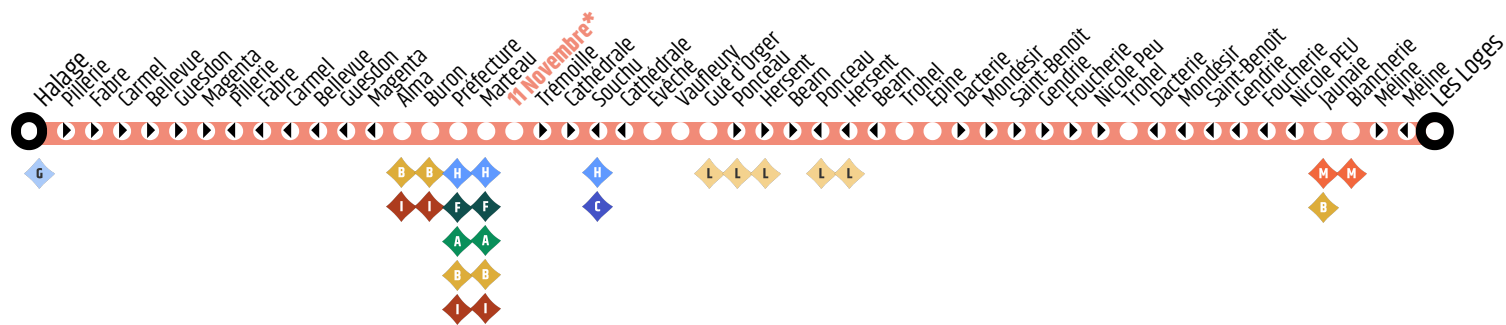 Halage
Pillerie
Fabre
Carmel
Bellevue
Guesdon
Magenta
Pillerie
Fabre
Carmel
Bellevue
Guesdon
Magenta
Alma
Buron
Préfecture
Marteau
11 Novembre*
Trémoille
Cathédrale
Souchu
Cathédrale
Evêché
Vaufleury
Gué d'Orger
Ponceau
Hersent
Bearn
Ponceau
Hersent
Bearn
Trohel
Epine
Dacterie
Mondésir
Saint-Benoît
Gendrie
Foucherie
Nicole Peu
Trohel
Dacterie
Mondésir
Saint-Benoît
Gendrie
Foucherie
Nicole PEU
Jaunaie
Blancherie
Méline
Méline
Les Loges
G B B H H H L L L L L M M
I I F F C B
A A
B B
I I